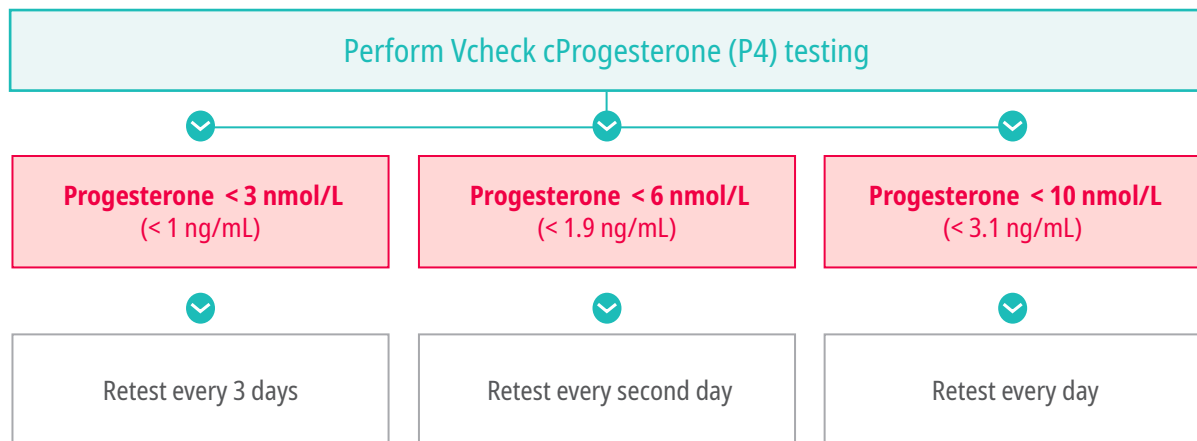 Perform Vcheck cProgesterone (P4) testing
Progesterone < 3 nmol/L
(< 1 ng/mL)
Progesterone < 6 nmol/L
(< 1.9 ng/mL)
Progesterone < 10 nmol/L
(< 3.1 ng/mL)
Retest every 3 days
Retest every second day
Retest every day